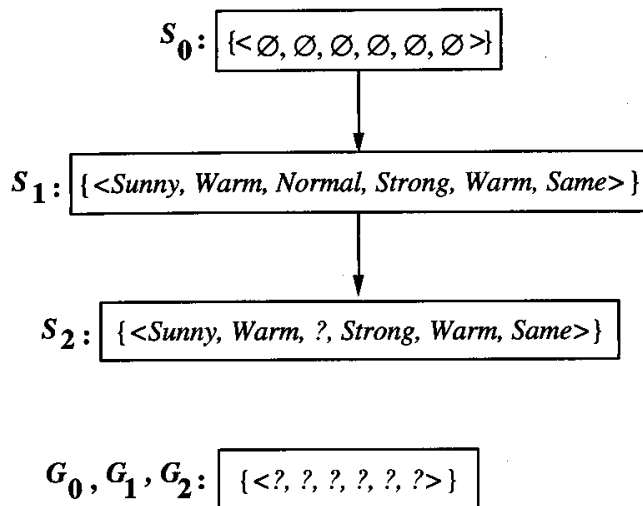 S0: {<∅, ∅, ∅, ∅, ∅, ∅>}
S1: {<Sunny, Warm, Normal, Strong, Warm, Same>}
S2: {<Sunny, Warm, ?, Strong, Warm, Same>}
G0, G1, G2: {<?, ?, ?, ?, ?, ?>}